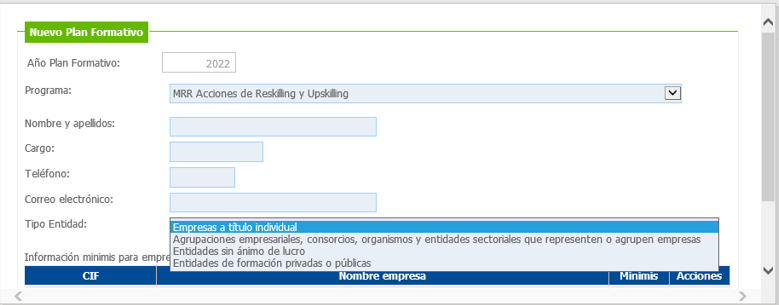 Nuevo Plan Formativo
Año Plan Formativo: 2022
Programa: MRR Acciones de Reskilling y Upskilling
Nombre y apellidos:
Cargo:
Teléfono:
Correo electrónico:
Tipo Entidad:
Empresas a título individual
Agrupaciones empresariales, consorcios, organismos y entidades sectoriales que representen o agrupen empresas
Entidades sin ánimo de lucro
Información minimis para empre
Entidades de formación privadas o públicas
CIF Nombre empresa Minimis Acciones